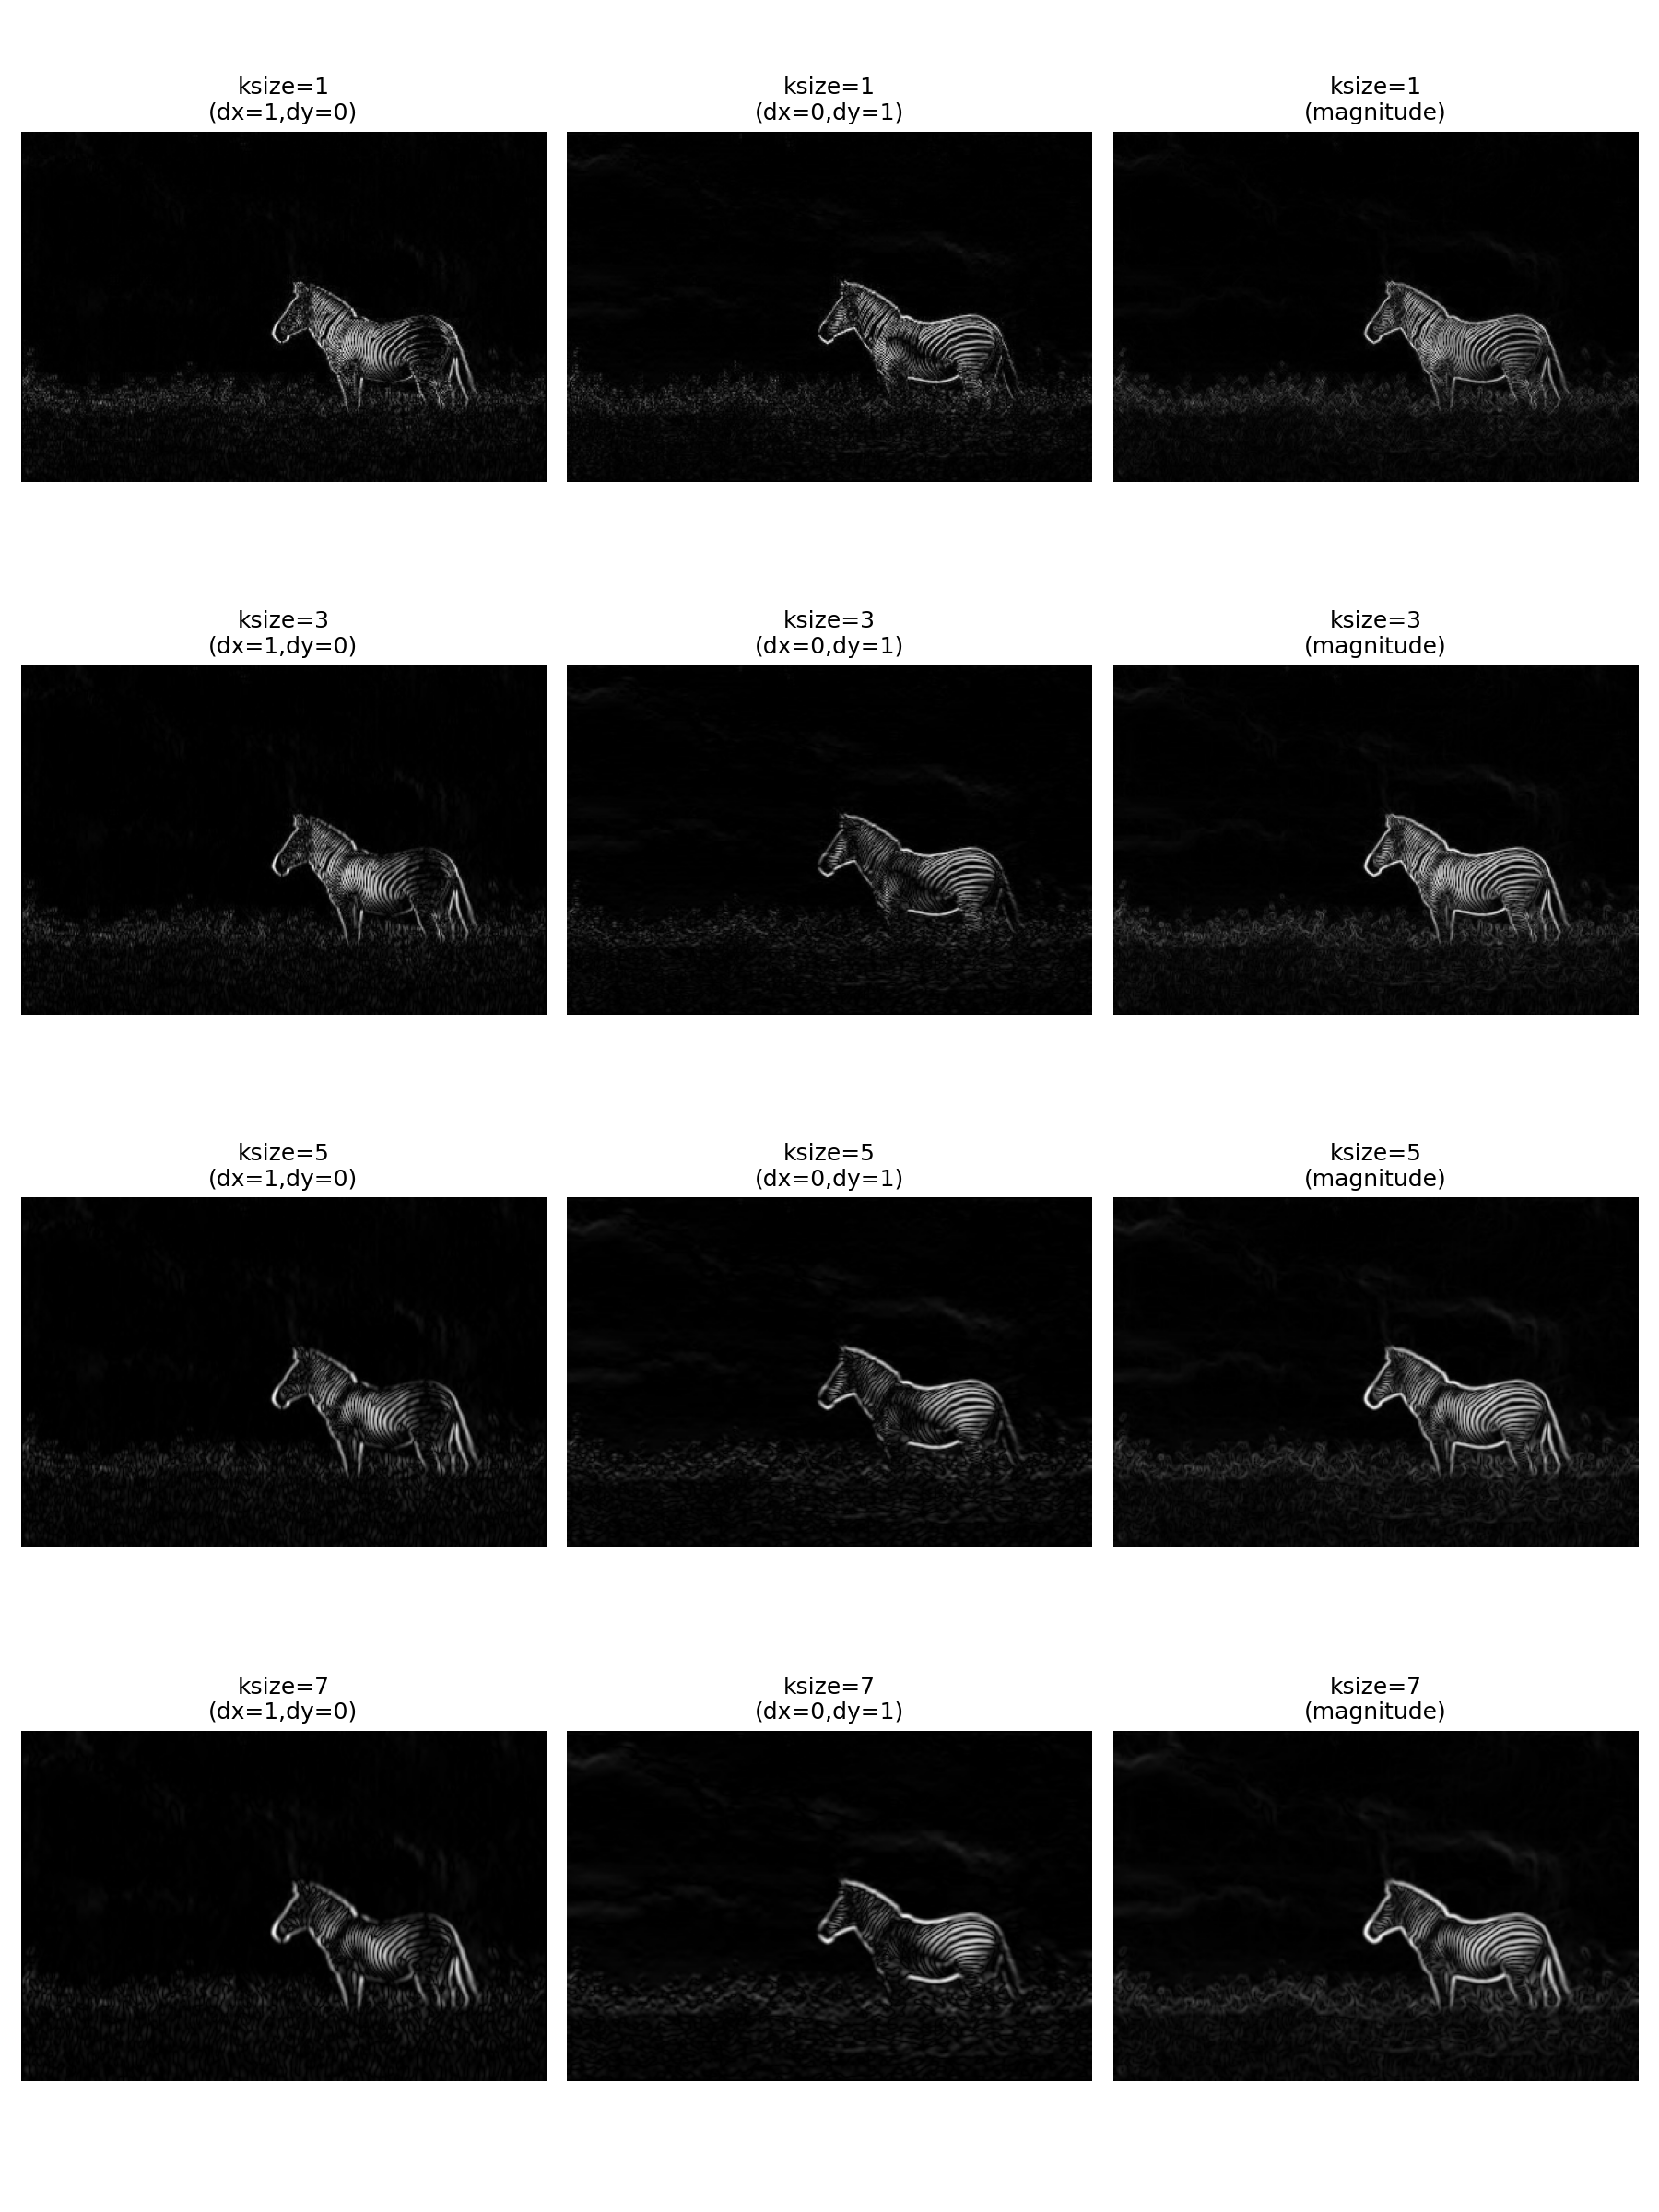 ksize=1
(dx=1,dy=0)
ksize=1
(dx=0,dy=1)
ksize=1
(magnitude)
ksize=3
(dx=1,dy=0)
ksize=3
(dx=0,dy=1)
ksize=3
(magnitude)
ksize=5
(dx=1,dy=0)
ksize=5
(dx=0,dy=1)
ksize=5
(magnitude)
ksize=7
(dx=1,dy=0)
ksize=7
(dx=0,dy=1)
ksize=7
(magnitude)